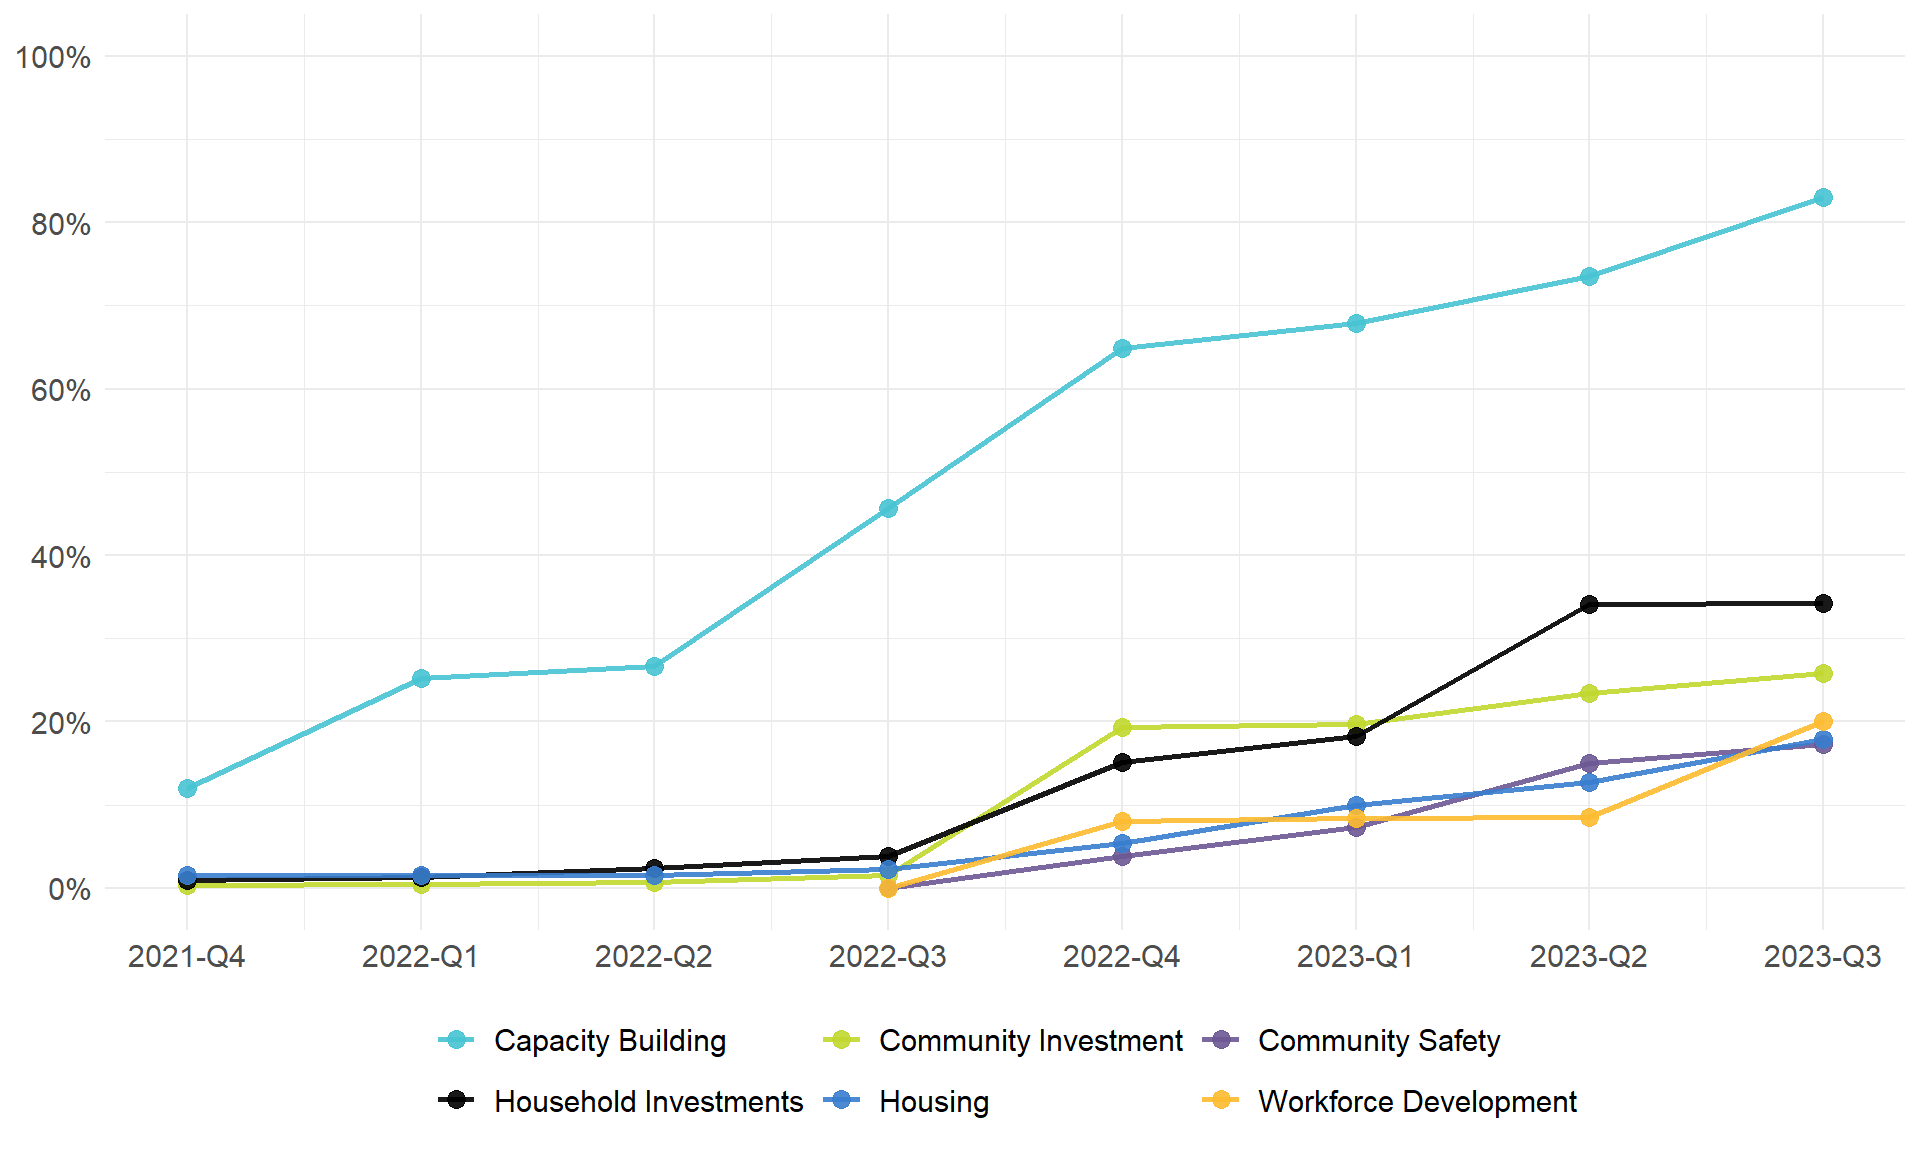 100%
80%
60%
40%
20%
0%
2021-Q4 2022-Q1 2022-Q2 2022-Q3 2022-Q4 2023-Q1 2023-Q2 2023-Q3
Capacity Building Community Investment Community Safety
Household Investments Housing Workforce Development